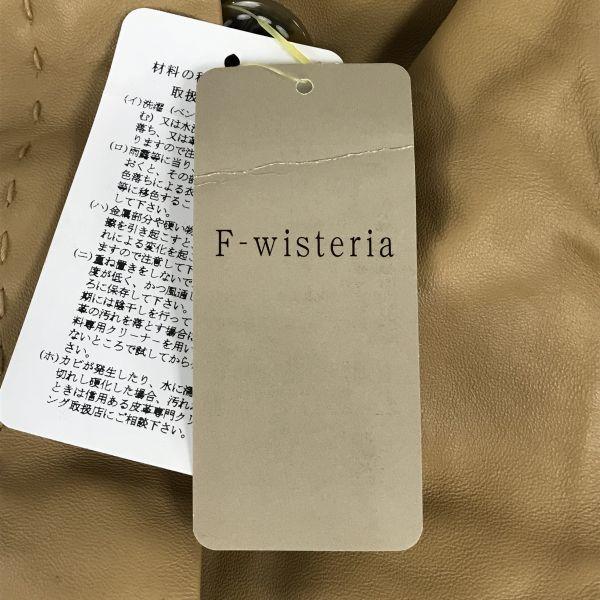 材料の種
取扱
(イ)洗濯 (ベン
む) 又は水
落ち、又は革
りますので注
(ロ)雨露等に当り、
おくと、その
色落ちによる衣
等に移色するこ
して下さい。
(ハ)金属部分や硬い物
擦を引き起こすと、
れによる変化を起こ
ますので注意して下
(ニ)重ね置きをしないで
度が低く、かつ風通し
ろに保存して下さい。
期には陰干しを行って
革の汚れを落とす場合は
料専用クリーナーを用い
ないところで試してから
さい。
(ホ)カビが発生したり、水に濡
切れし硬化した場合、汚れ
ときは信用ある皮革専門ク
ング取扱店にご相談下さい。
F-wisteria